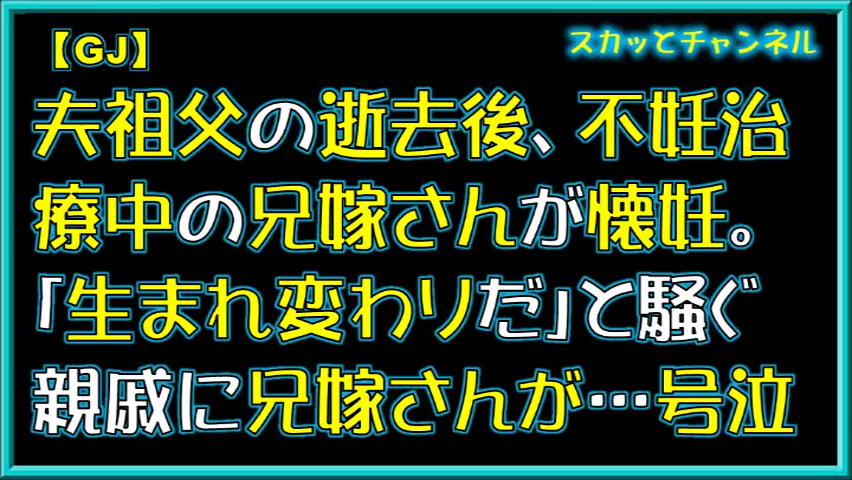 【GJ】
スカッとチャンネル
夫祖父の逝去後、不妊治
療中の兄嫁さんが懐妊。
「生まれ変わりだ」と騒ぐ
親戚に兄嫁さんが…号泣